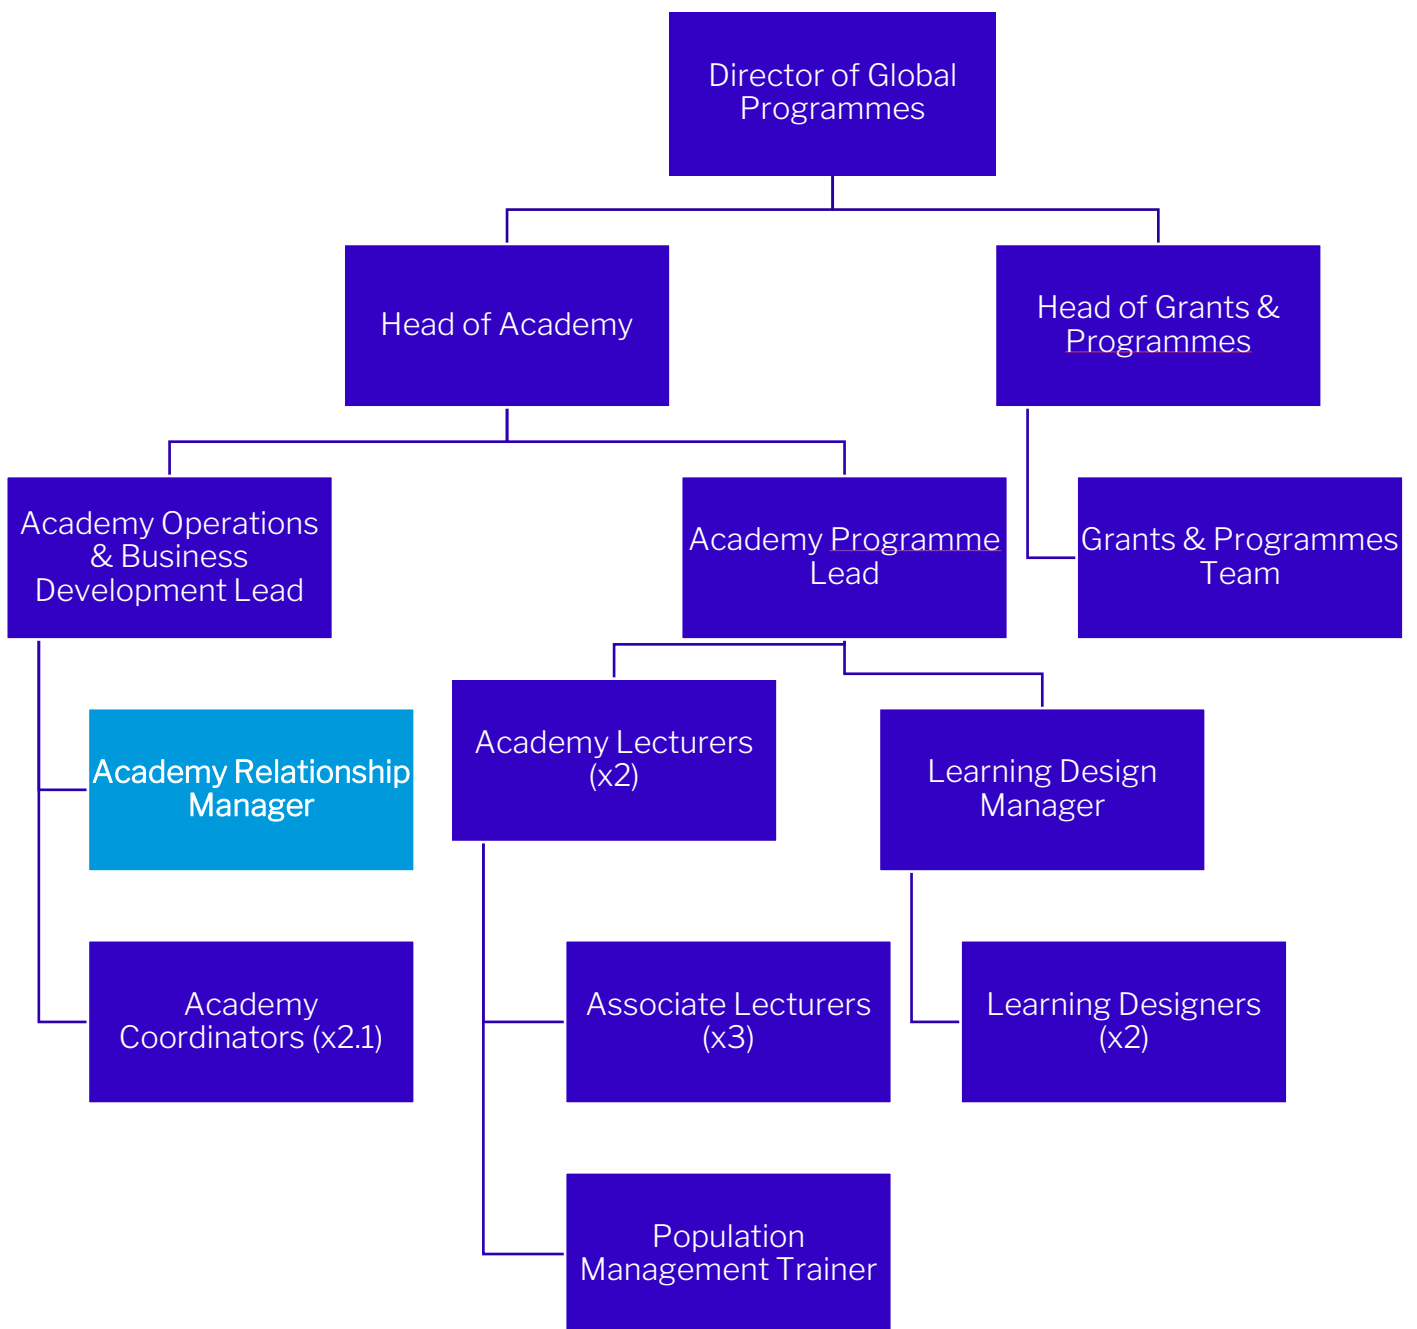 Director of Global
Programmes
Head of Academy
Head of Grants &
Programmes
Academy Operations
& Business
Development Lead
Academy Programme
Lead
Grants & Programmes
Team
Academy Relationship
Manager
Academy Lecturers
(x2)
Learning Design
Manager
Academy
Coordinators (x2.1)
Associate Lecturers
(x3)
Learning Designers
(x2)
Population
Management Trainer